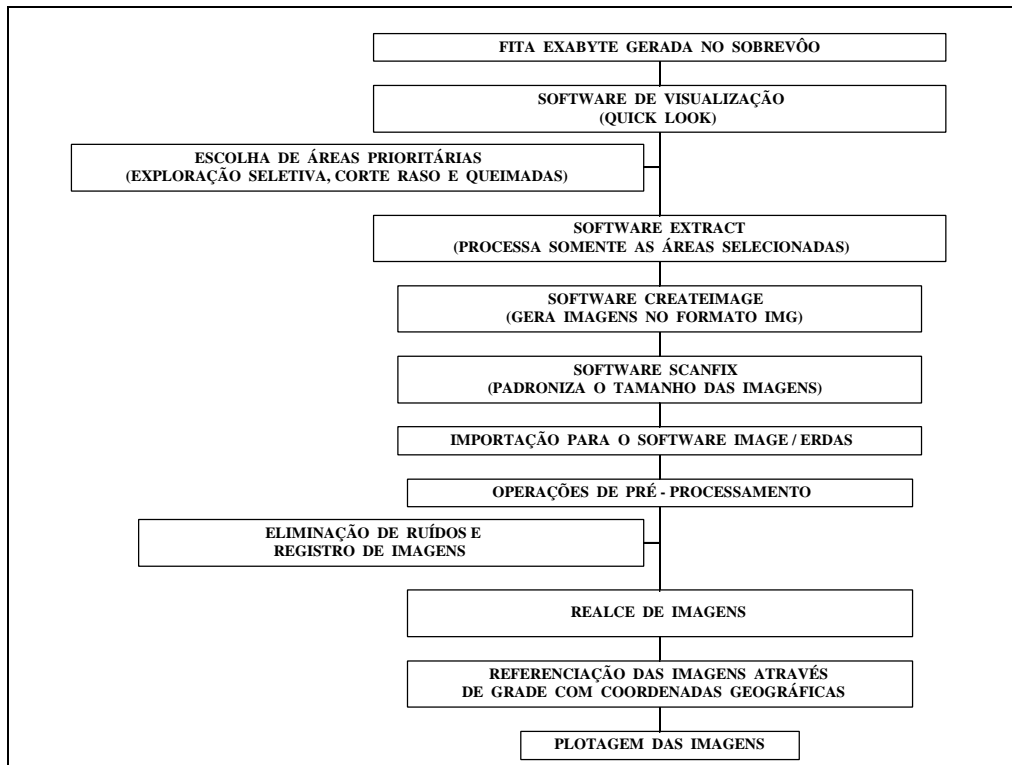 FITA EXABYTE GERADA NO SOBREVÔO
SOFTWARE DE VISUALIZAÇÃO
(QUICK LOOK)
ESCOLHA DE ÁREAS PRIORITÁRIAS
(EXPLORAÇÃO SELETIVA, CORTE RASO E QUEIMADAS)
SOFTWARE EXTRACT
(PROCESSA SOMENTE AS ÁREAS SELECIONADAS)
SOFTWARE CREATEIMAGE
(GERA IMAGENS NO FORMATO IMG)
SOFTWARE SCANFIX
(PADRONIZA O TAMANHO DAS IMAGENS)
IMPORTAÇÃO PARA O SOFTWARE IMAGE / ERDAS
OPERAÇÕES DE PRÉ - PROCESSAMENTO
ELIMINAÇÃO DE RUÍDOS E
REGISTRO DE IMAGENS
REALCE DE IMAGENS
REFERENCIAÇÃO DAS IMAGENS ATRAVÉS
DE GRADE COM COORDENADAS GEOGRÁFICAS
PLOTAGEM DAS IMAGENS